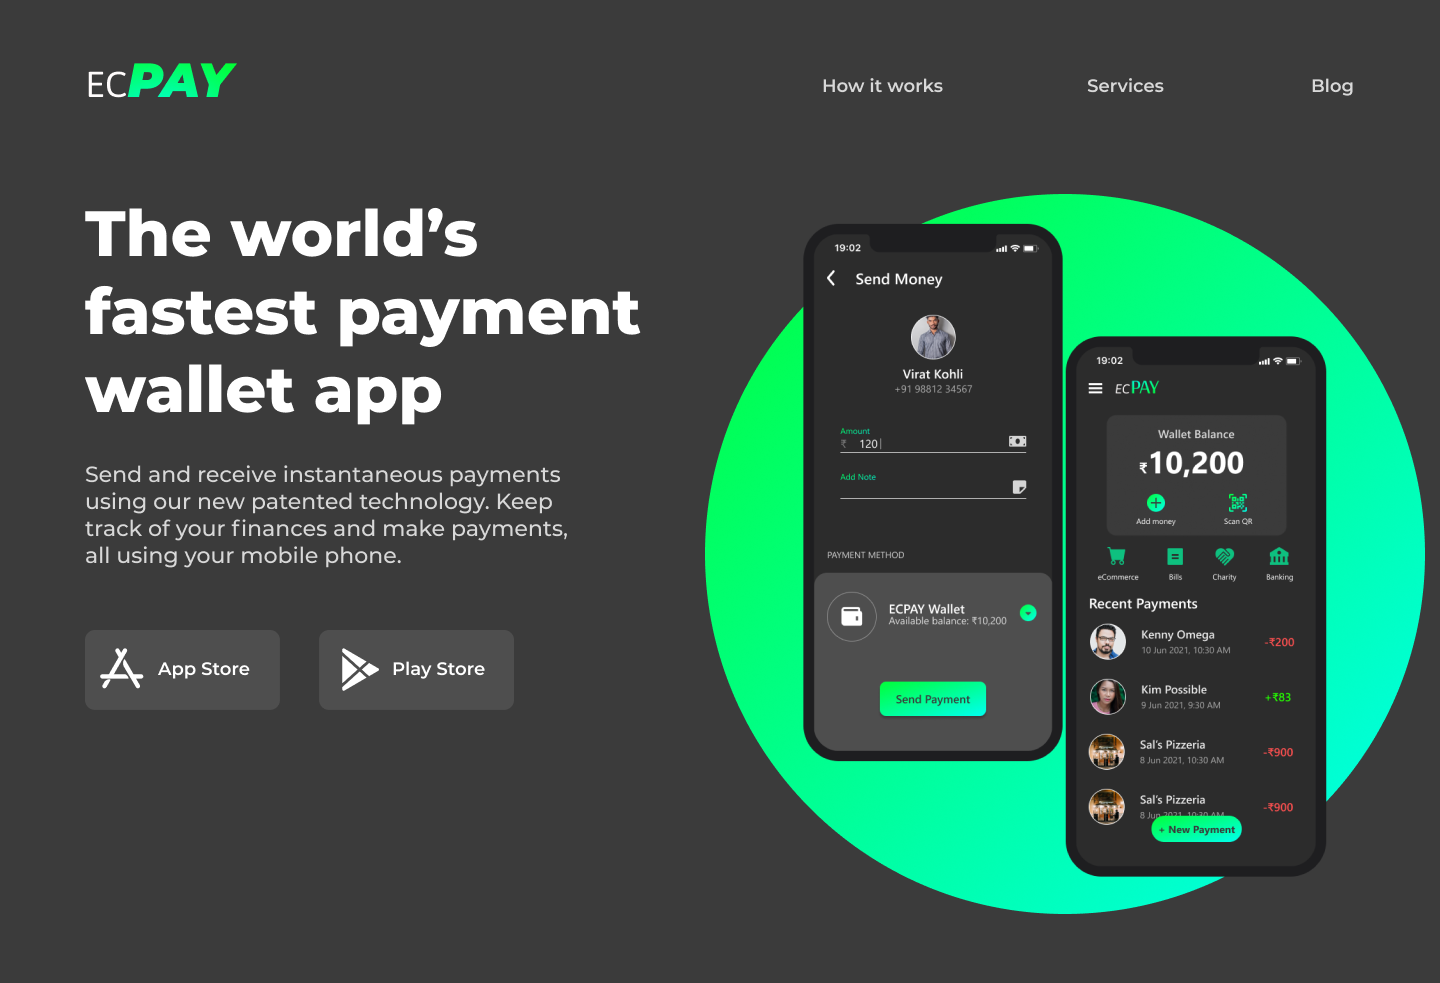 ECPAY
How it works
Services
Blog
The world’s
fastest payment
wallet app
Send and receive instantaneous payments
using our new patented technology. Keep
track of your finances and make payments,
all using your mobile phone.
App Store
Play Store
19:02
Send Money
Virat Kohli
+91 98812 34567
Amount
₹ 120|
Add Note
PAYMENT METHOD
ECPAY Wallet
Available balance: ₹10,200
Send Payment
19:02
ECPAY
Wallet Balance
₹10,200
Add money
Scan QR
eCommerce
Bills
Charity
Banking
Recent Payments
Kenny Omega
10 Jun 2021, 10:30 AM
-₹200
Kim Possible
9 Jun 2021, 9:30 AM
+₹83
Sal’s Pizzeria
8 Jun 2021, 10:30 AM
-₹900
Sal’s Pizzeria
8 Jun 2021, 10:30 AM
-₹900
+ New Payment